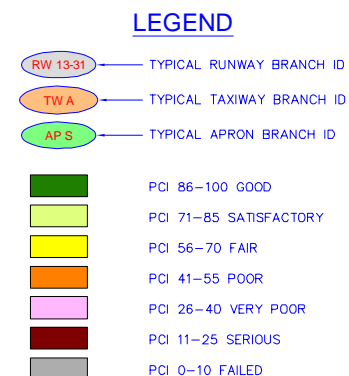 LEGEND
RW 13-31 TYPICAL RUNWAY BRANCH ID
TW A TYPICAL TAXIWAY BRANCH ID
AP S TYPICAL APRON BRANCH ID
PCI 86-100 GOOD
PCI 71-85 SATISFACTORY
PCI 56-70 FAIR
PCI 41-55 POOR
PCI 26-40 VERY POOR
PCI 11-25 SERIOUS
PCI 0-10 FAILED